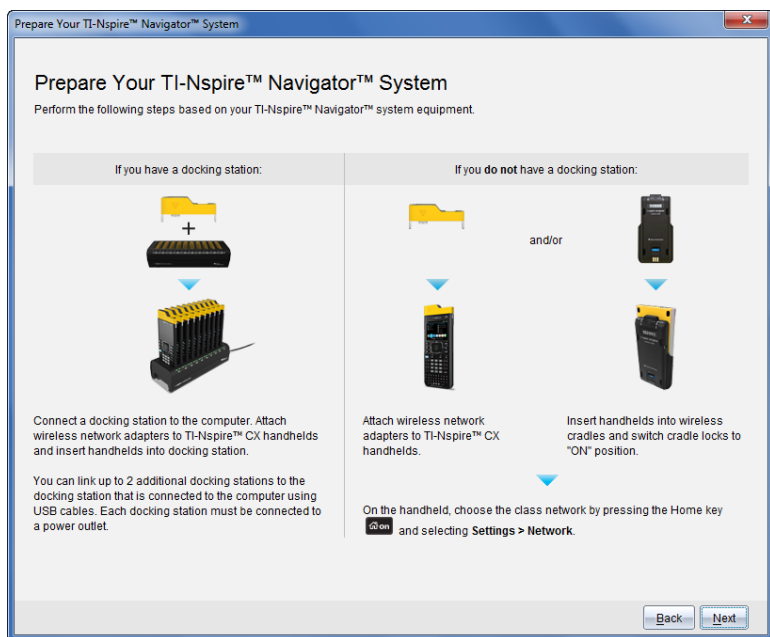 Prepare Your TI-Nspire™ Navigator™ System
Prepare Your TI-Nspire™ Navigator™ System
Perform the following steps based on your TI-Nspire™ Navigator™ system equipment.
If you have a docking station:
+
Connect a docking station to the computer. Attach
wireless network adapters to TI-Nspire™ CX handhelds
and insert handhelds into docking station.
You can link up to 2 additional docking stations to the
docking station that is connected to the computer using
USB cables. Each docking station must be connected to
a power outlet.
If you do not have a docking station:
and/or
Attach wireless network
adapters to TI-Nspire™ CX
handhelds.
Insert handhelds into wireless
cradles and switch cradle locks to
"ON" position.
On the handheld, choose the class network by pressing the Home key
on and selecting Settings > Network.
Back
Next